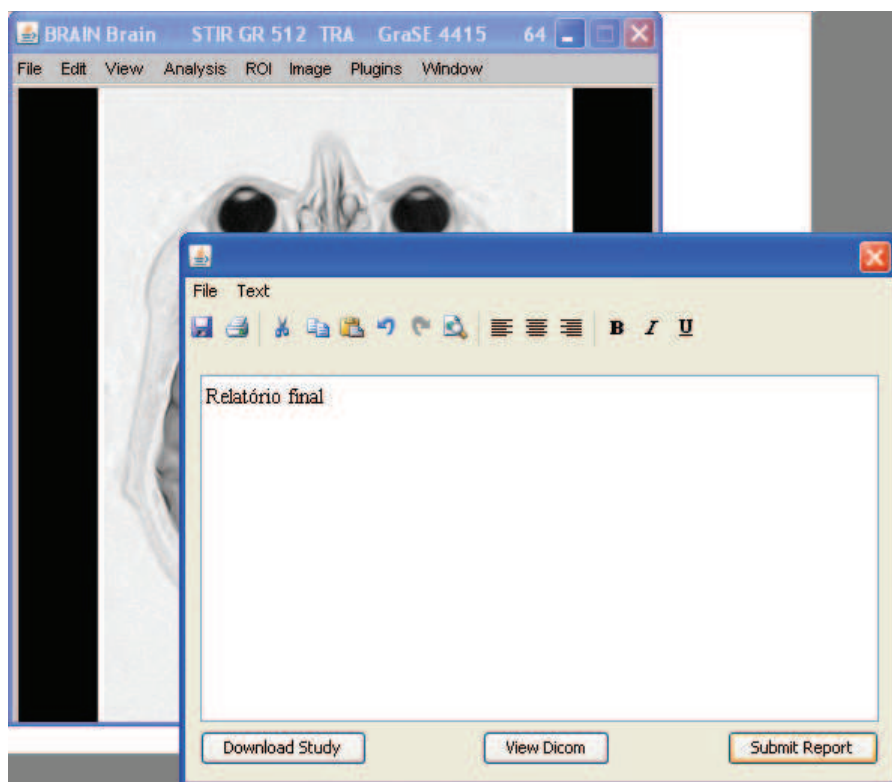 BRAIN Brain STIR GR 512 TRA GraSE 4415 64
File Edit View Analysis ROI Image Plugins Window
File Text
B I U
Relatório final
Download Study View Dicom Submit Report